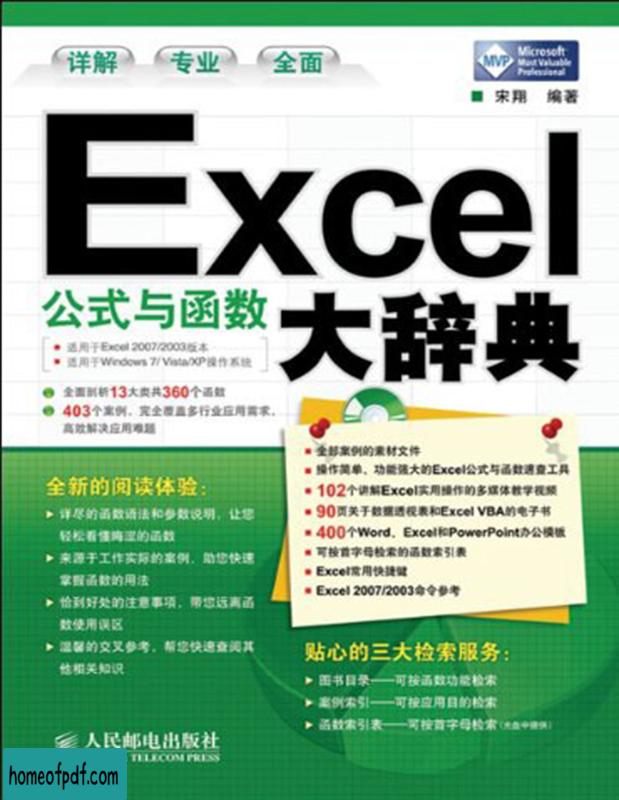 详解 专业 全面
MVP Microsoft
Most Valuable
Professional
■ 宋翔 编著
Excel
公式与函数
大辞典
适用于Excel 2007/2003版本
适用于Windows 7/ Vista/XP操作系统
全面剖析13大类共360个函数
403个案例，完全覆盖多行业应用需求，
高效解决应用难题
全部案例的素材文件
操作简单、功能强大的Excel公式与函数速查工具
102个讲解Excel实用操作的多媒体教学视频
90页关于数据透视表和Excel VBA的电子书
400个Word、Excel和PowerPoint办公模板
可按首字母检索的函数索引表
Excel常用快捷键
Excel 2007/2003命令参考
全新的阅读体验：
详尽的函数语法和参数说明，让您
轻松看懂晦涩的函数
来源于工作实际的案例，助您快速
掌握函数的用法
恰到好处的注意事项，带您远离函
数使用误区
温馨的交叉参考，帮您快速查阅其
他相关知识
贴心的三大检索服务：
图书目录——可按函数功能检索
案例索引——可按应用目的检索
函数索引表——可按首字母检索(光盘中提供)
人民邮电出版社
TELECOM PRESS
homeofpdf.com